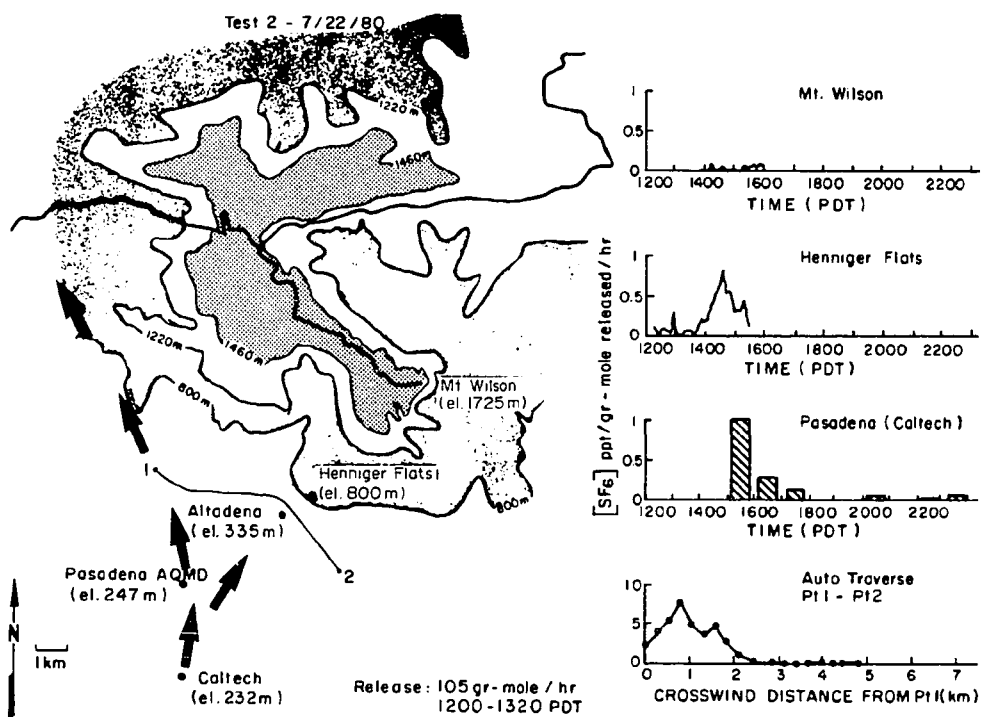 Test 2 - 7/22/80
1220m
1460m
1220m
1460m
800m
Mt Wilson
(el. 1725m)
Henniger Flats
(el. 800m)
800m
1
Altadena
(el. 335m)
2
Pasadena AQMD
(el. 247m)
N
1km
Caltech
(el. 232m)
Release: 105 gr-mole / hr
1200-1320 PDT
[SF6] ppt/gr-mole released/hr
Mt. Wilson
1
0.5
0
1200 1400 1600 1800 2000 2200
TIME (PDT)
Henniger Flats
1
0.5
0
1200 1400 1600 1800 2000 2200
TIME (PDT)
Pasadena (Caltech)
1
0.5
0
1200 1400 1600 1800 2000 2200
TIME (PDT)
Auto Traverse
Pt1 - Pt2
10
5
0
0 1 2 3 4 5 6 7
CROSSWIND DISTANCE FROM Pt1(km)